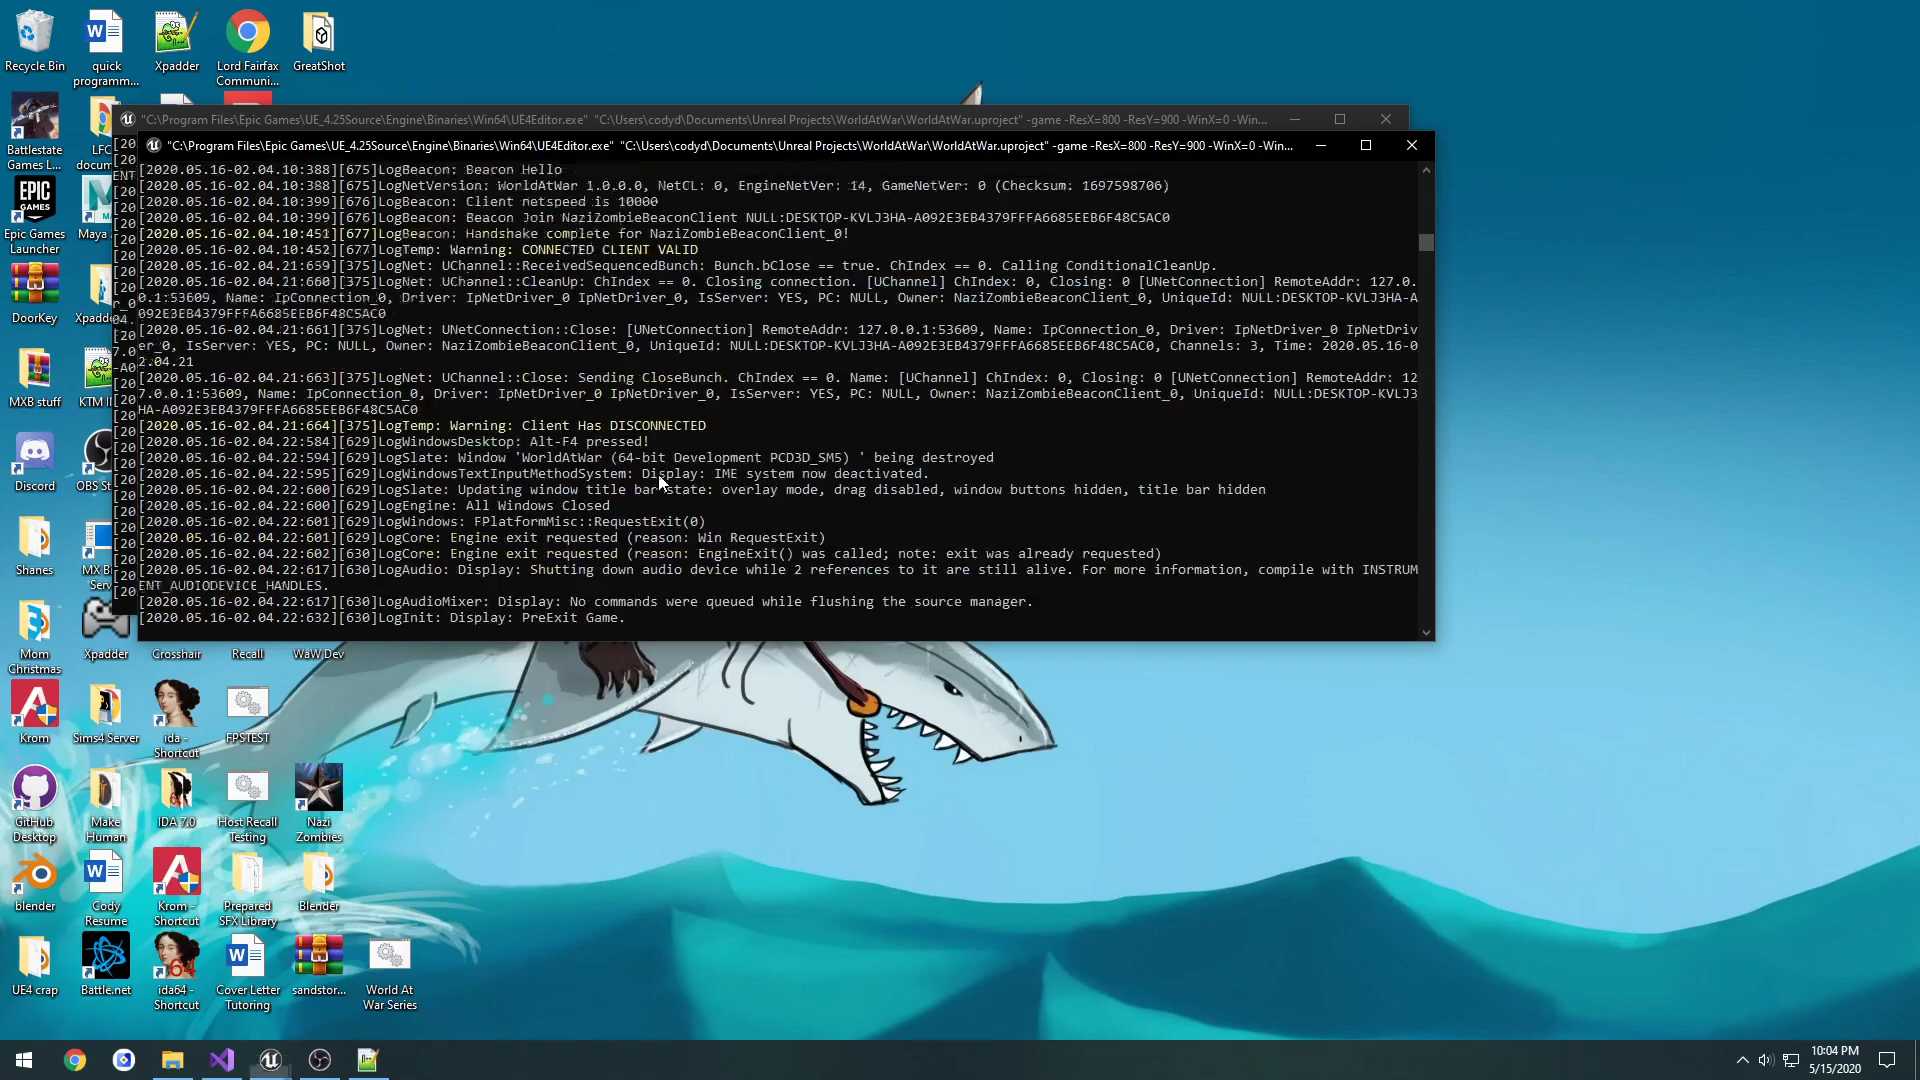 Recycle Bin
quick programm...
Xpadder
Lord Fairfax Communi...
GreatShot
"C:\Program Files\Epic Games\UE_4.25Source\Engine\Binaries\Win64\UE4Editor.exe" "C:\Users\codyd\Documents\Unreal Projects\WorldAtWar\WorldAtWar.uproject" -game -ResX=800 -ResY=900 -WinX=0 -Win...
"C:\Program Files\Epic Games\UE_4.25Source\Engine\Binaries\Win64\UE4Editor.exe" "C:\Users\codyd\Documents\Unreal Projects\WorldAtWar\WorldAtWar.uproject" -game -ResX=800 -ResY=900 -WinX=0 -Win...
[2020.05.16-02.04.10:388][675]LogBeacon: Beacon Hello
[2020.05.16-02.04.10:388][675]LogNetVersion: WorldAtWar 1.0.0.0, NetCL: 0, EngineNetVer: 14, GameNetVer: 0 (Checksum: 1697598706)
[2020.05.16-02.04.10:399][676]LogBeacon: Client netspeed is 10000
[2020.05.16-02.04.10:399][676]LogBeacon: Beacon Join NaziZombieBeaconClient NULL:DESKTOP-KVLJ3HA-A092E3EB4379FFFA6685EEB6F48C5AC0
[2020.05.16-02.04.10:451][677]LogBeacon: Handshake complete for NaziZombieBeaconClient_0!
[2020.05.16-02.04.10:452][677]LogTemp: Warning: CONNECTED CLIENT VALID
[2020.05.16-02.04.21:659][375]LogNet: UChannel::ReceivedSequencedBunch: Bunch.bClose == true. ChIndex == 0. Calling ConditionalCleanUp.
[2020.05.16-02.04.21:660][375]LogNet: UChannel::CleanUp: ChIndex == 0. Closing connection. [UChannel] ChIndex: 0, Closing: 0 [UNetConnection] RemoteAddr: 127.0.
0.1:53609, Name: IpConnection_0, Driver: IpNetDriver_0 IpNetDriver_0, IsServer: YES, PC: NULL, Owner: NaziZombieBeaconClient_0, UniqueId: NULL:DESKTOP-KVLJ3HA-A
092E3EB4379FFFA6685EEB6F48C5AC0
[2020.05.16-02.04.21:661][375]LogNet: UNetConnection::Close: [UNetConnection] RemoteAddr: 127.0.0.1:53609, Name: IpConnection_0, Driver: IpNetDriver_0 IpNetDriv
er_0, IsServer: YES, PC: NULL, Owner: NaziZombieBeaconClient_0, UniqueId: NULL:DESKTOP-KVLJ3HA-A092E3EB4379FFFA6685EEB6F48C5AC0, Channels: 3, Time: 2020.05.16-0
2.04.21
[2020.05.16-02.04.21:663][375]LogNet: UChannel::Close: Sending CloseBunch. ChIndex == 0. Name: [UChannel] ChIndex: 0, Closing: 0 [UNetConnection] RemoteAddr: 12
7.0.0.1:53609, Name: IpConnection_0, Driver: IpNetDriver_0 IpNetDriver_0, IsServer: YES, PC: NULL, Owner: NaziZombieBeaconClient_0, UniqueId: NULL:DESKTOP-KVLJ3
HA-A092E3EB4379FFFA6685EEB6F48C5AC0
[2020.05.16-02.04.21:664][375]LogTemp: Warning: Client Has DISCONNECTED
[2020.05.16-02.04.22:584][629]LogWindowsDesktop: Alt-F4 pressed!
[2020.05.16-02.04.22:594][629]LogSlate: Window 'WorldAtWar (64-bit Development PCD3D_SM5) ' being destroyed
[2020.05.16-02.04.22:595][629]LogWindowsTextInputMethodSystem: Display: IME system now deactivated.
[2020.05.16-02.04.22:600][629]LogSlate: Updating window title bar state: overlay mode, drag disabled, window buttons hidden, title bar hidden
[2020.05.16-02.04.22:600][629]LogEngine: All Windows Closed
[2020.05.16-02.04.22:601][629]LogWindows: FPlatformMisc::RequestExit(0)
[2020.05.16-02.04.22:601][629]LogCore: Engine exit requested (reason: Win RequestExit)
[2020.05.16-02.04.22:602][630]LogCore: Engine exit requested (reason: EngineExit() was called; note: exit was already requested)
[2020.05.16-02.04.22:617][630]LogAudio: Display: Shutting down audio device while 2 references to it are still alive. For more information, compile with INSTRUM
ENT_AUDIODEVICE_HANDLES.
[2020.05.16-02.04.22:617][630]LogAudioMixer: Display: No commands were queued while flushing the source manager.
[2020.05.16-02.04.22:632][630]LogInit: Display: PreExit Game.
Battlestate Games L...
LFC docum
EPIC GAMES
Epic Games Launcher
Maya
DoorKey
Xpadd
MXB stuff
KTM
Discord
OBS St
Shanes
MX B Serv
Mom Christmas
Xpadder
Crosshair
Recall
WaW Dev
Krom
Sims4 Server
ida - Shortcut
FPSTEST
GitHub Desktop
Make Human
IDA 7.0
Host Recall Testing
Nazi Zombies
blender
Cody Resume
Krom - Shortcut
Prepared SFX Library
Blender
UE4 crap
Battle.net
64
ida64 - Shortcut
Cover Letter Tutoring
sandstor...
World At War Series
10:04 PM
5/15/2020